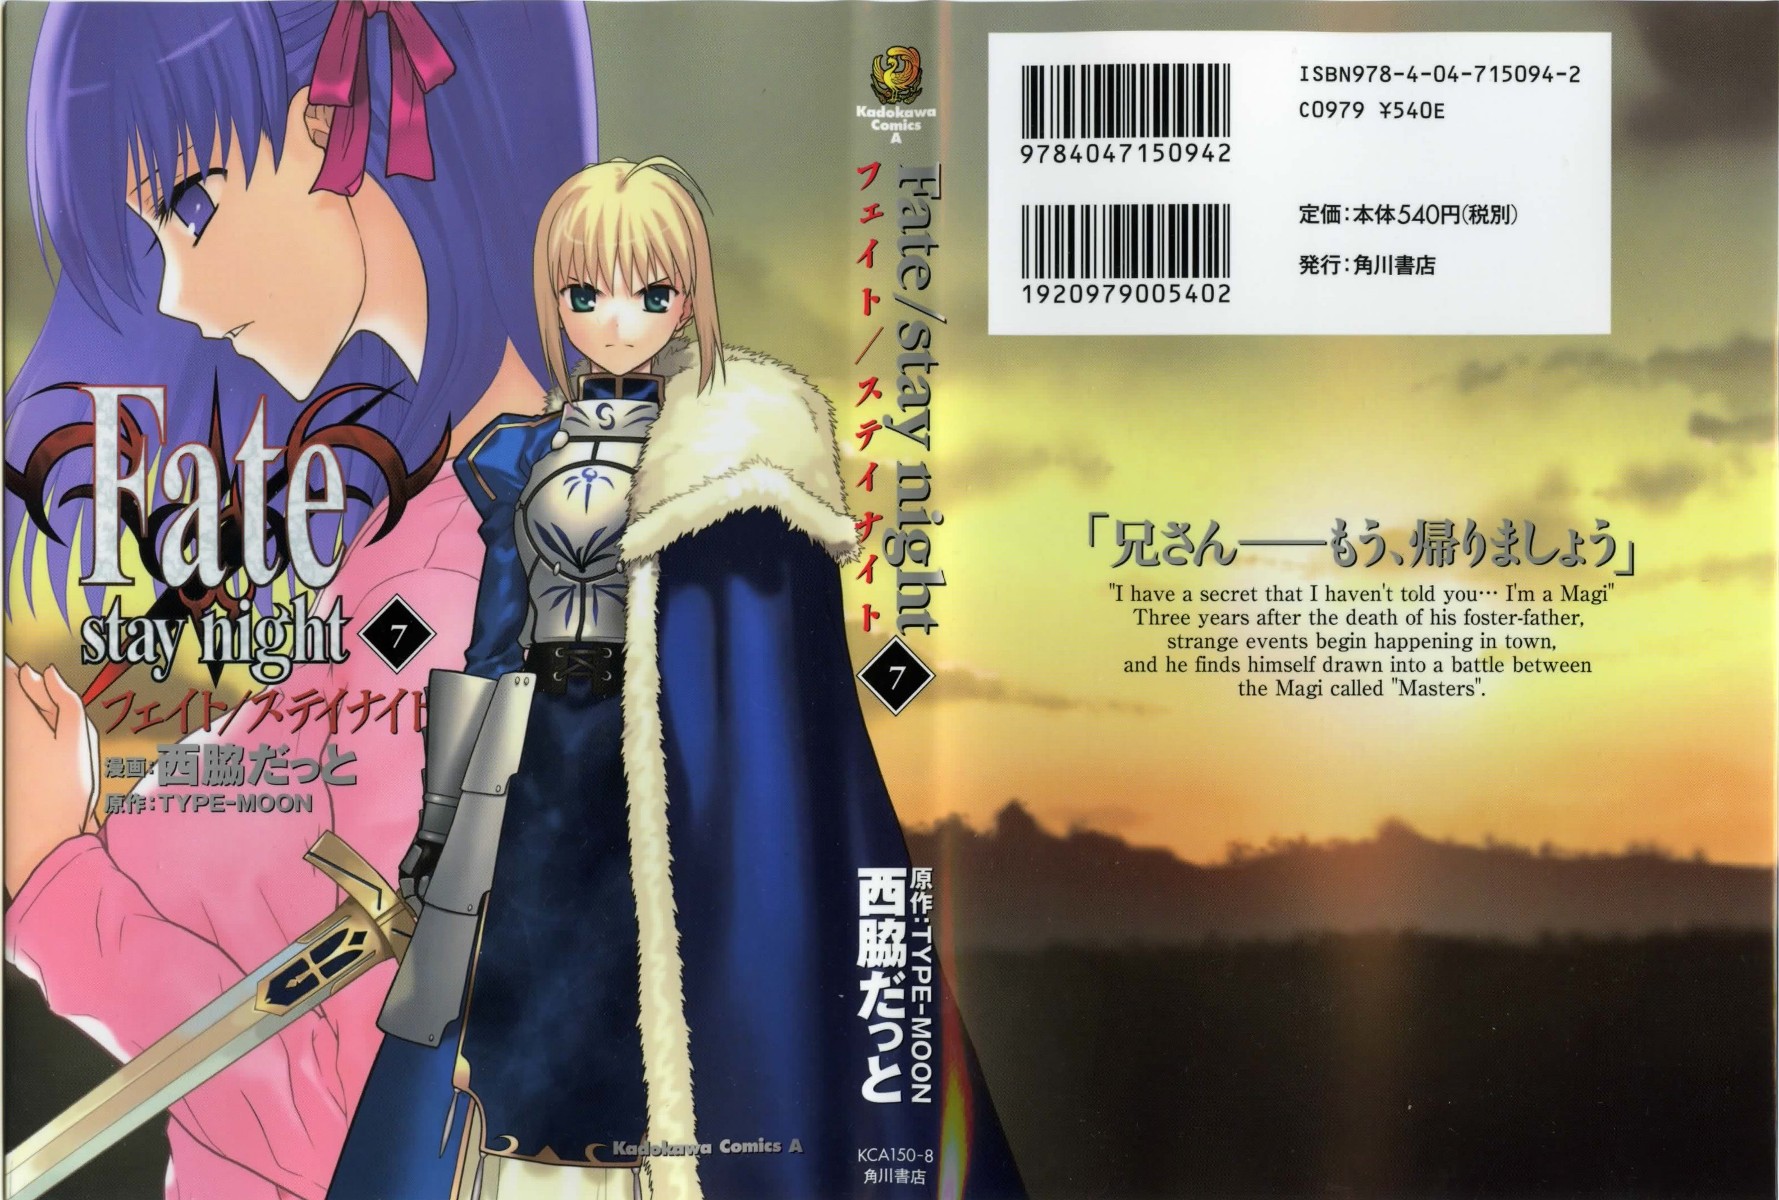 Fate
stay night
7
フェイト/ステイナイト
漫画:西脇だっと
原作:TYPE-MOON
Kadokawa Comics A
Kadokawa
Comics
A
フェイト/ステイナイト
Fate/stay night
7
原作:TYPE-MOON
西脇だっと
KCA150-8
角川書店
ISBN978-4-04-715094-2
C0979 ¥540E
9784047150942
定価:本体540円(税別)
発行:角川書店
1920979005402
「兄さん――もう、帰りましょう」
"I have a secret that I haven't told you… I'm a Magi"
Three years after the death of his foster-father,
strange events begin happening in town,
and he finds himself drawn into a battle between
the Magi called "Masters".